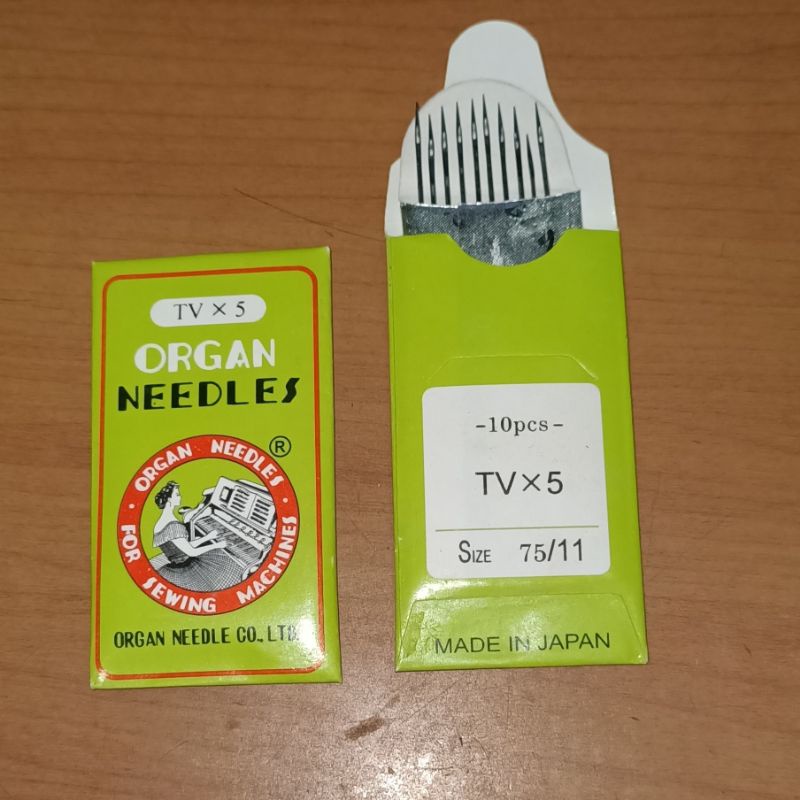 TV × 5
ORGAN
NEEDLES
®
ORGAN NEEDLES
FOR SEWING MACHINES
ORGAN NEEDLE CO., LTD.
-10pcs-
TV×5
SIZE 75/11
MADE IN JAPAN